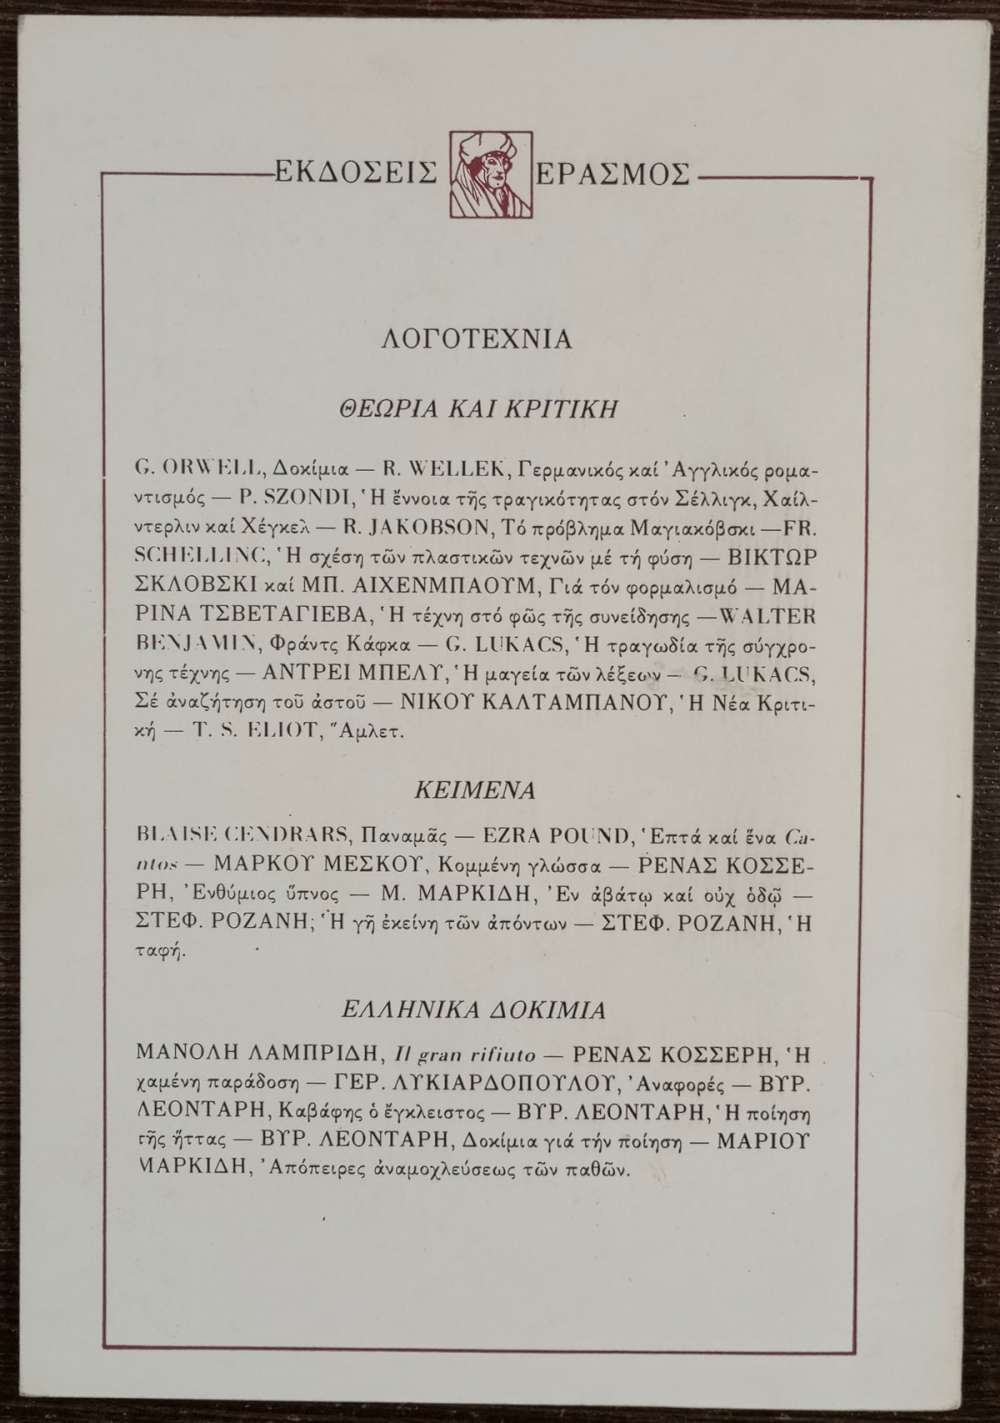 ΕΚΔΟΣΕΙΣ ΕΡΑΣΜΟΣ
ΛΟΓΟΤΕΧΝΙΑ
ΘΕΩΡΙΑ ΚΑΙ ΚΡΙΤΙΚΗ
G. ORWELL, Δοκίμια — R. WELLEK, Γερμανικός καί Ἀγγλικός ρομα-
ντισμός — P. SZONDI, Ἡ ἔννοια τῆς τραγικότητας στόν Σέλλιγκ, Χαίλ-
ντερλιν καί Χέγκελ — R. JAKOBSON, Τό πρόβλημα Μαγιακόβσκι — FR.
SCHELLING, Ἡ σχέση τῶν πλαστικῶν τεχνῶν μέ τή φύση — ΒΙΚΤΩΡ
ΣΚΛΟΒΣΚΙ καί ΜΠ. ΑΙΧΕΝΜΠΑΟΥΜ, Γιά τόν φορμαλισμό — ΜΑ-
ΡΙΝΑ ΤΣΒΕΤΑΓΙΕΒΑ, Ἡ τέχνη στό φῶς τῆς συνείδησης — WALTER
BENJAMIN, Φράντς Κάφκα — G. LUKACS, Ἡ τραγωδία τῆς σύγχρο-
νης τέχνης — ΑΝΤΡΕΙ ΜΠΕΛΥ, Ἡ μαγεία τῶν λέξεων — G. LUKACS,
Σέ ἀναζήτηση τοῦ ἀστοῦ — ΝΙΚΟΥ ΚΑΛΤΑΜΠΑΝΟΥ, Ἡ Νέα Κριτι-
κή — T. S. ELIOT, Ἅμλετ.
ΚΕΙΜΕΝΑ
BLAISE CENDRARS, Παναμᾶς — EZRA POUND, Ἑπτά καί ἕνα Ca-
ntos — ΜΑΡΚΟΥ ΜΕΣΚΟΥ, Κομμένη γλώσσα — ΡΕΝΑΣ ΚΟΣΣΕ-
ΡΗ, Ἐνθύμιος ὕπνος — Μ. ΜΑΡΚΙΔΗ, Ἐν ἀβάτῳ καί οὐχ ὁδῷ —
ΣΤΕΦ. ΡΟΖΑΝΗ, Ἡ γῆ ἐκείνη τῶν ἀπόντων — ΣΤΕΦ. ΡΟΖΑΝΗ, Ἡ
ταφή.
ΕΛΛΗΝΙΚΑ ΔΟΚΙΜΙΑ
ΜΑΝΟΛΗ ΛΑΜΠΡΙΔΗ, Il gran rifiuto — ΡΕΝΑΣ ΚΟΣΣΕΡΗ, Ἡ
χαμένη παράδοση — ΓΕΡ. ΛΥΚΙΑΡΔΟΠΟΥΛΟΥ, Ἀναφορές — ΒΥΡ.
ΛΕΟΝΤΑΡΗ, Καβάφης ὁ ἔγκλειστος — ΒΥΡ. ΛΕΟΝΤΑΡΗ, Ἡ ποίηση
τῆς ἥττας — ΒΥΡ. ΛΕΟΝΤΑΡΗ, Δοκίμια γιά τήν ποίηση — ΜΑΡΙΟΥ
ΜΑΡΚΙΔΗ, Ἀπόπειρες ἀναμοχλεύσεως τῶν παθῶν.